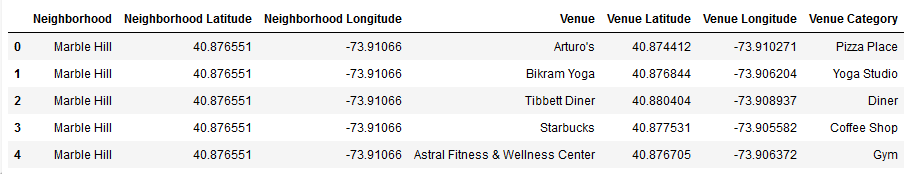 Neighborhood Neighborhood Latitude Neighborhood Longitude Venue Venue Latitude Venue Longitude Venue Category
0 Marble Hill 40.876551 -73.91066 Arturo's 40.874412 -73.910271 Pizza Place
1 Marble Hill 40.876551 -73.91066 Bikram Yoga 40.876844 -73.906204 Yoga Studio
2 Marble Hill 40.876551 -73.91066 Tibbett Diner 40.880404 -73.908937 Diner
3 Marble Hill 40.876551 -73.91066 Starbucks 40.877531 -73.905582 Coffee Shop
4 Marble Hill 40.876551 -73.91066 Astral Fitness & Wellness Center 40.876705 -73.906372 Gym